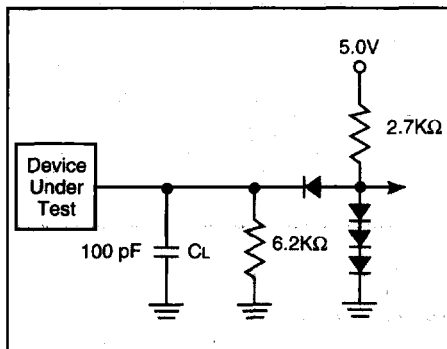 5.0V
2.7KΩ
Device
Under
Test
100 pF
CL
6.2KΩ